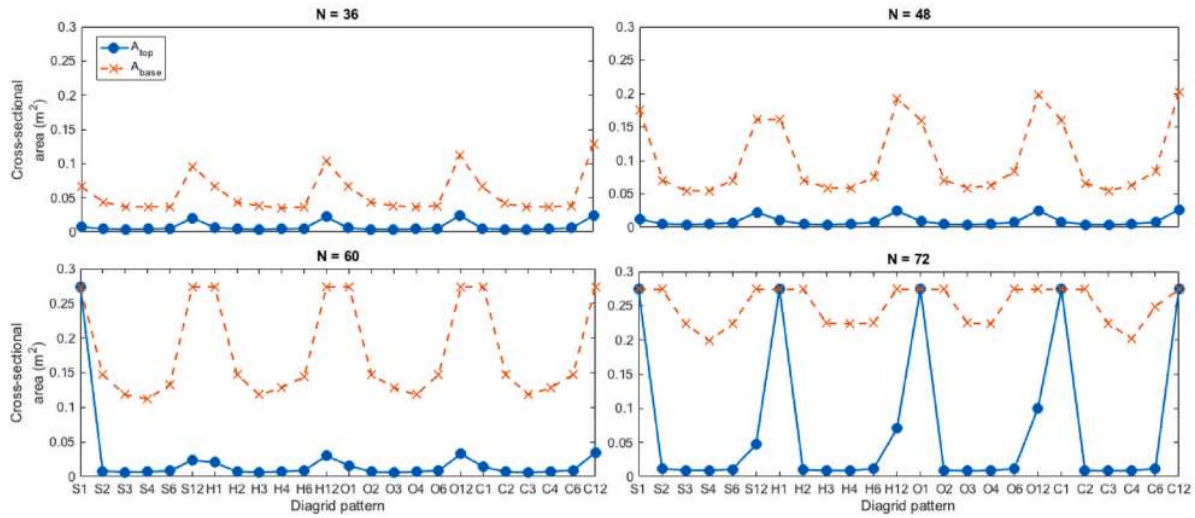 N = 36
0.3
0.25
0.2
0.15
0.1
0.05
0
Cross-sectional
area (m²)
A_top
A_base
N = 48
0.3
0.25
0.2
0.15
0.1
0.05
0
N = 60
0.3
0.25
0.2
0.15
0.1
0.05
0
Cross-sectional
area (m²)
S1 S2 S3 S4 S6 S12 H1 H2 H3 H4 H6 H12 O1 O2 O3 O4 O6 O12 C1 C2 C3 C4 C6 C12
Diagrid pattern
N = 72
0.3
0.25
0.2
0.15
0.1
0.05
0
S1 S2 S3 S4 S6 S12 H1 H2 H3 H4 H6 H12 O1 O2 O3 O4 O6 O12 C1 C2 C3 C4 C6 C12
Diagrid pattern